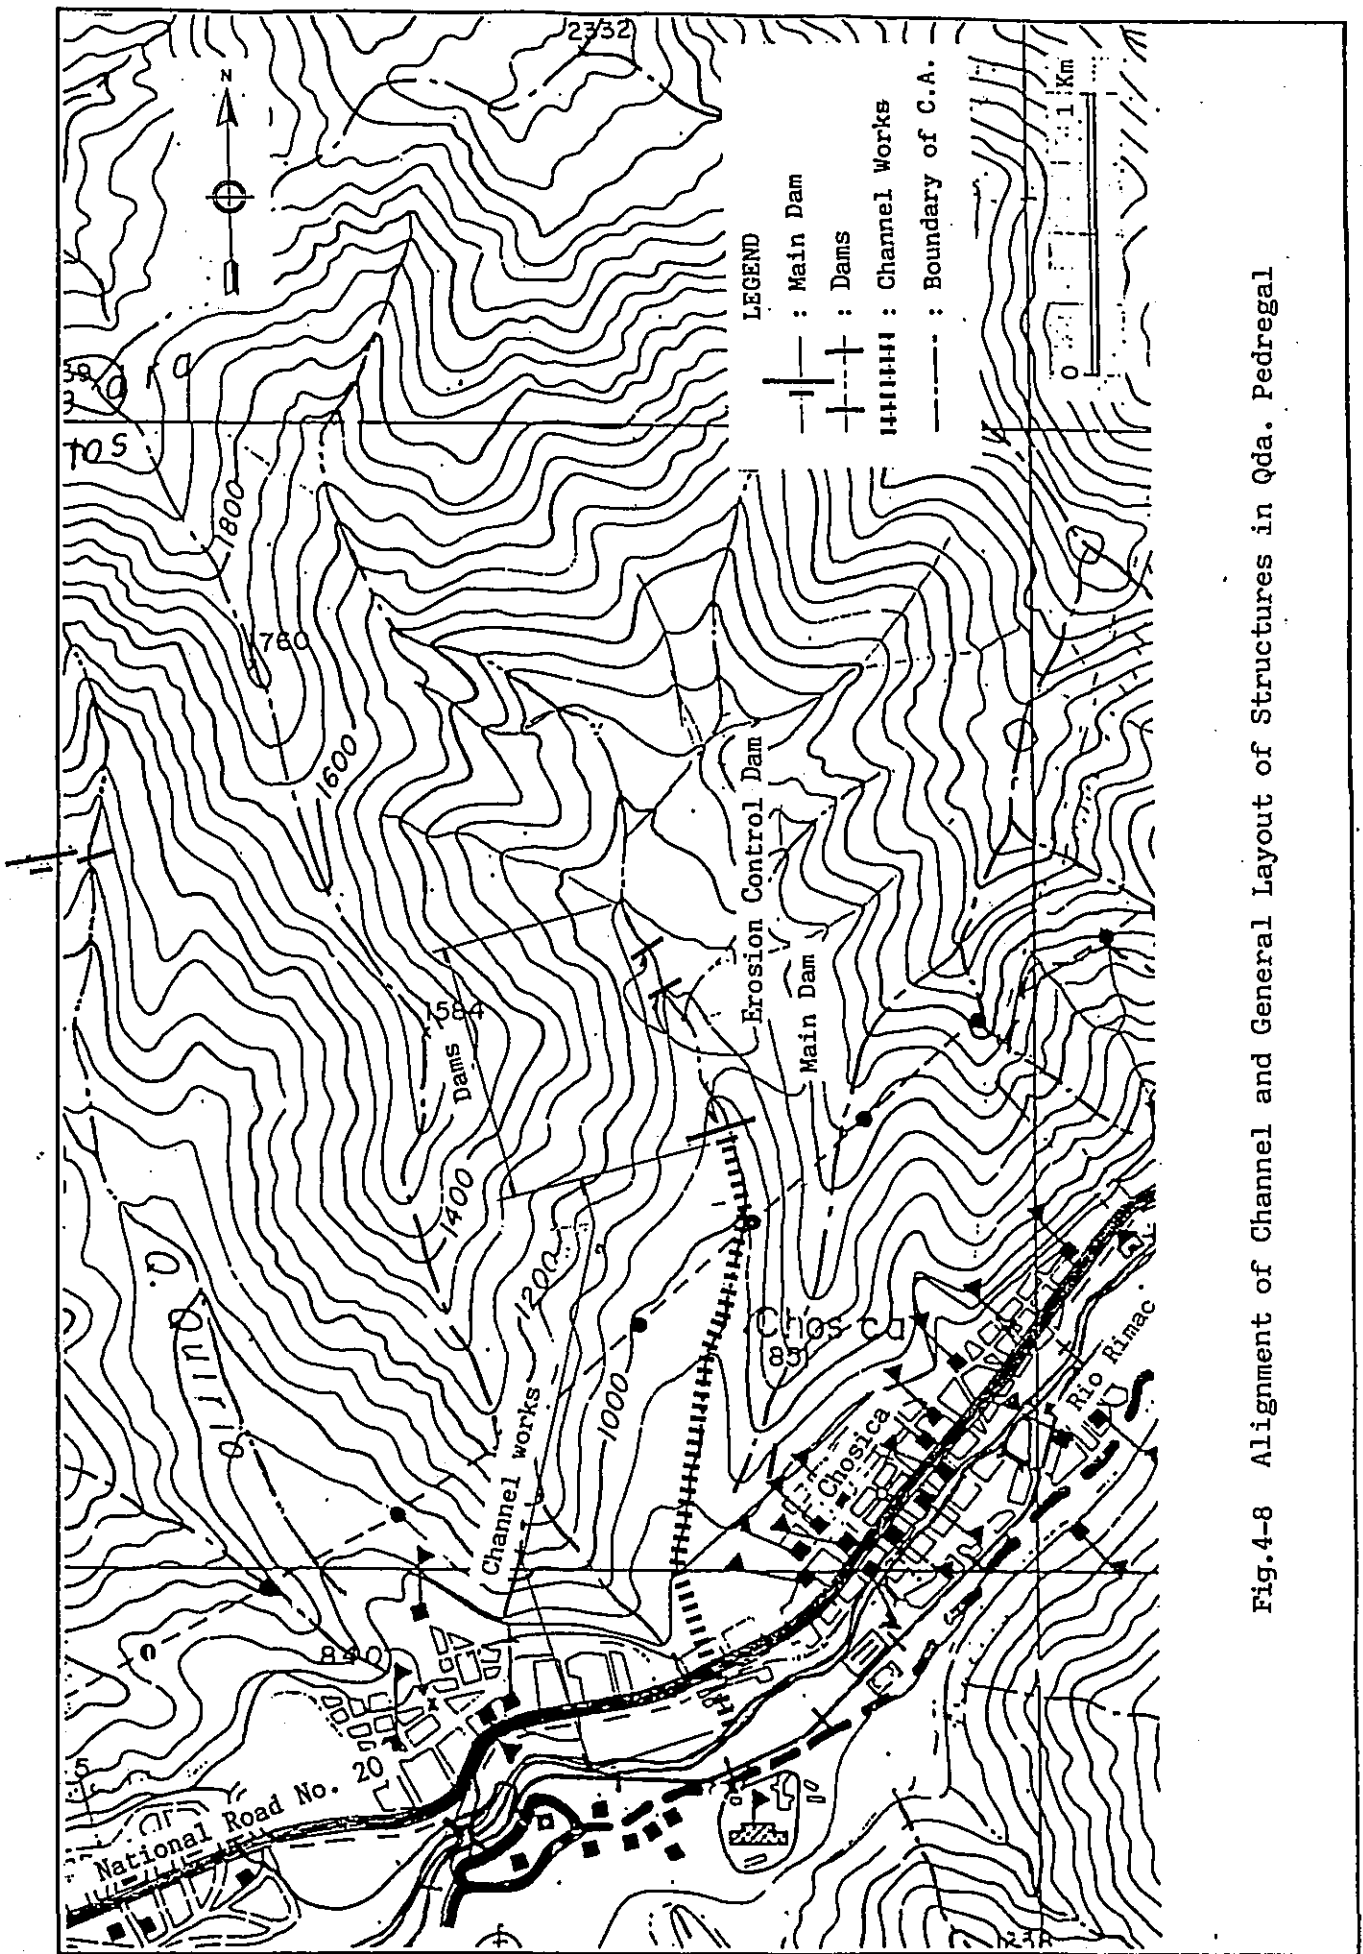 2332
N
LEGEND
: Main Dam
: Dams
: Channel Works
: Boundary of C.A.
0 1 Km
tos
ra
1800
1760
1600
1584
1400
1200
1000
Dams
Erosion Control Dam
Main Dam
Channel works
Chosica
Chosica
Rio Rimac
840
National Road No. 20
Fig.4-8 Alignment of Channel and General Layout of Structures in Qda. Pedregal